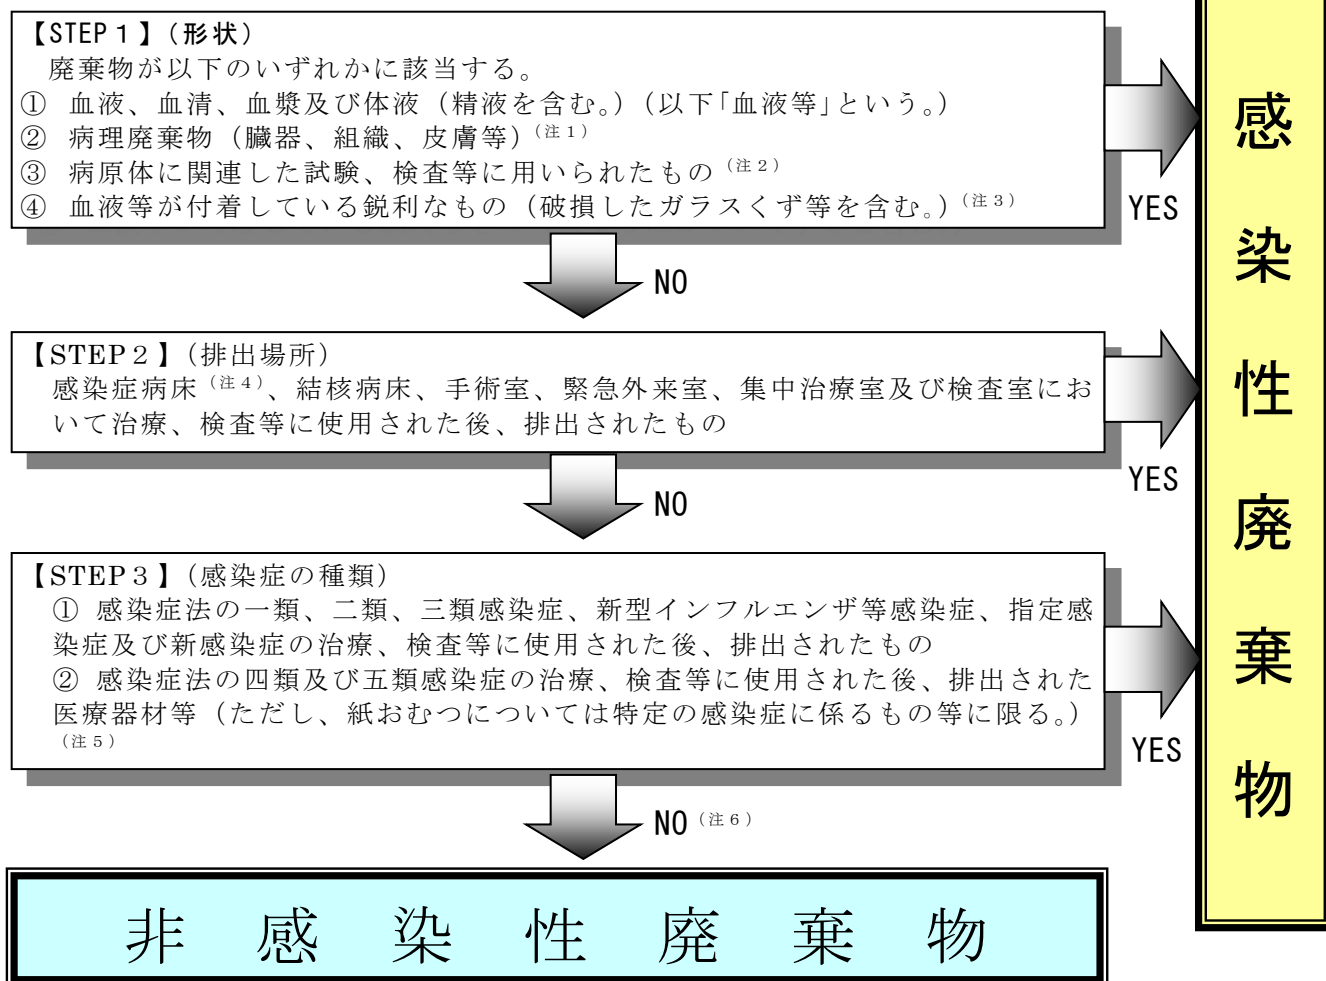 【STEP１】（形状）
廃棄物が以下のいずれかに該当する。
① 血液、血清、血漿及び体液（精液を含む。）（以下「血液等」という。）
② 病理廃棄物（臓器、組織、皮膚等）（注１）
③ 病原体に関連した試験、検査等に用いられたもの（注２）
④ 血液等が付着している鋭利なもの（破損したガラスくず等を含む。）（注３）
YES
NO
【STEP２】（排出場所）
感染症病床（注４）、結核病床、手術室、緊急外来室、集中治療室及び検査室にお
いて治療、検査等に使用された後、排出されたもの
YES
NO
【STEP３】（感染症の種類）
① 感染症法の一類、二類、三類感染症、新型インフルエンザ等感染症、指定感
染症及び新感染症の治療、検査等に使用された後、排出されたもの
② 感染症法の四類及び五類感染症の治療、検査等に使用された後、排出された
医療器材等（ただし、紙おむつについては特定の感染症に係るもの等に限る。）
（注５）
YES
NO（注６）
非感染性廃棄物
感染性廃棄物